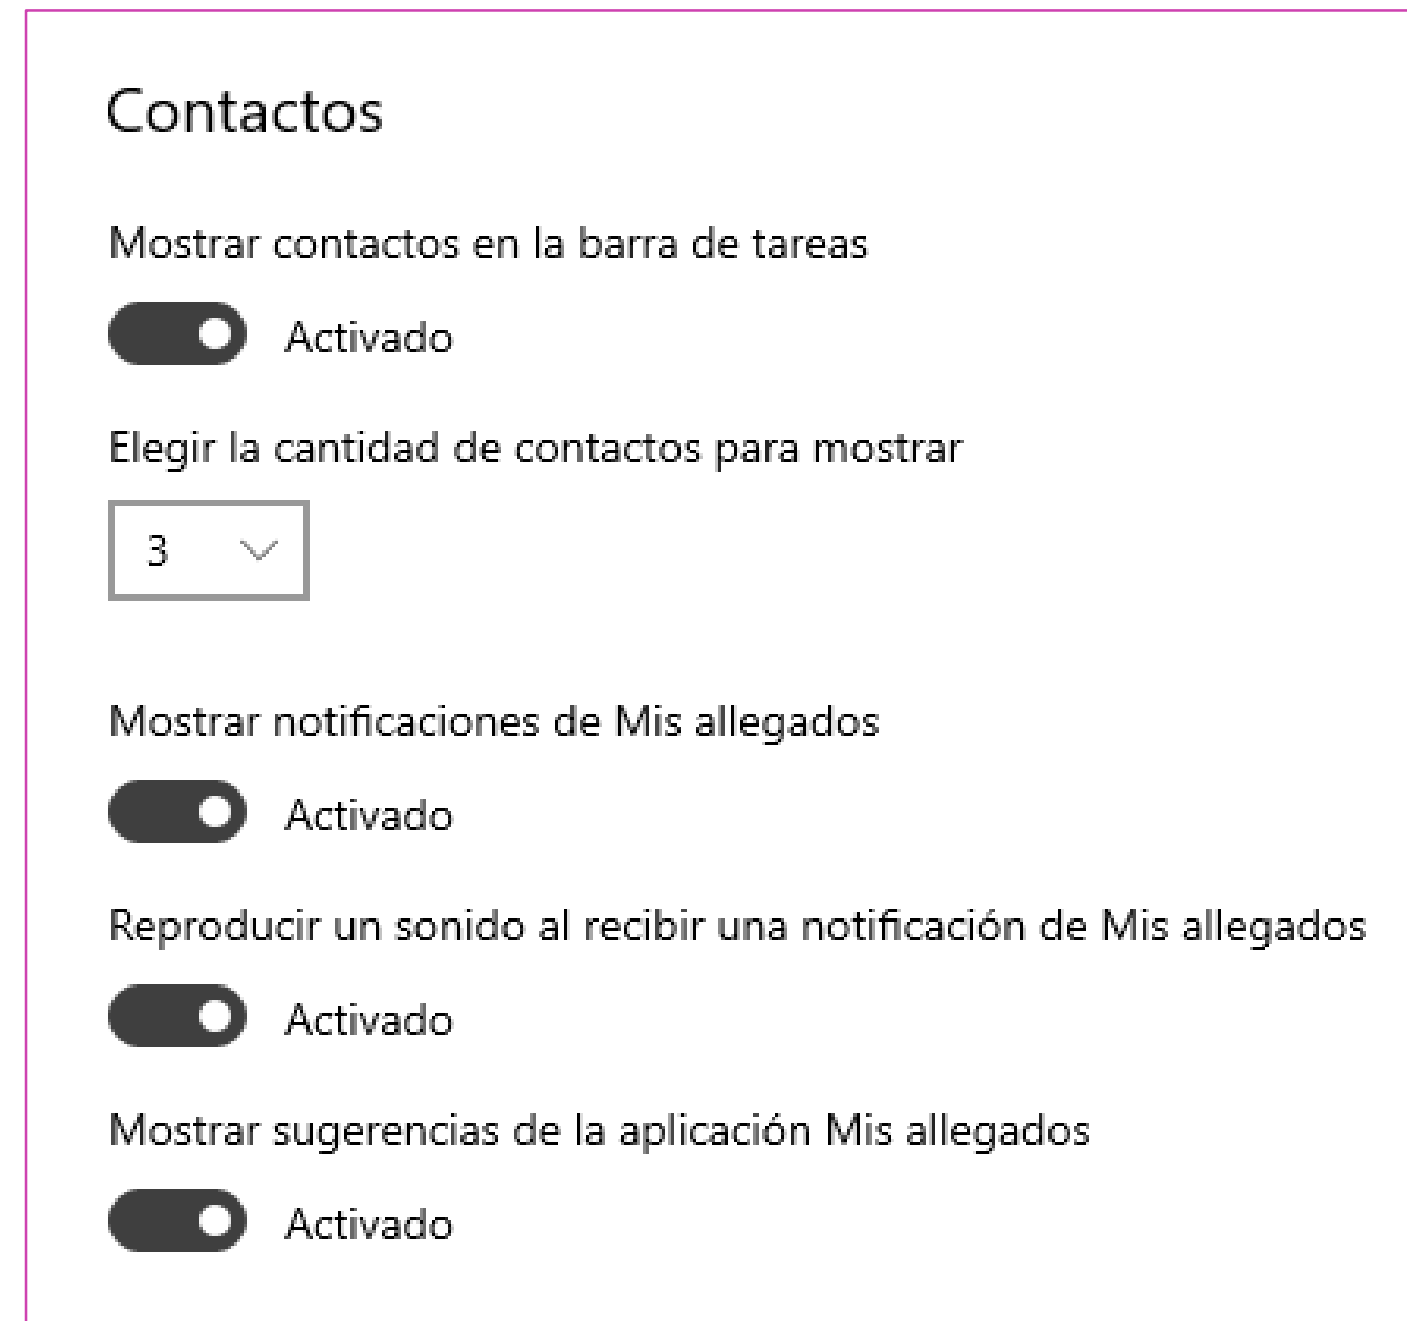 Contactos
Mostrar contactos en la barra de tareas
Activado
Elegir la cantidad de contactos para mostrar
3
Mostrar notificaciones de Mis allegados
Activado
Reproducir un sonido al recibir una notificación de Mis allegados
Activado
Mostrar sugerencias de la aplicación Mis allegados
Activado